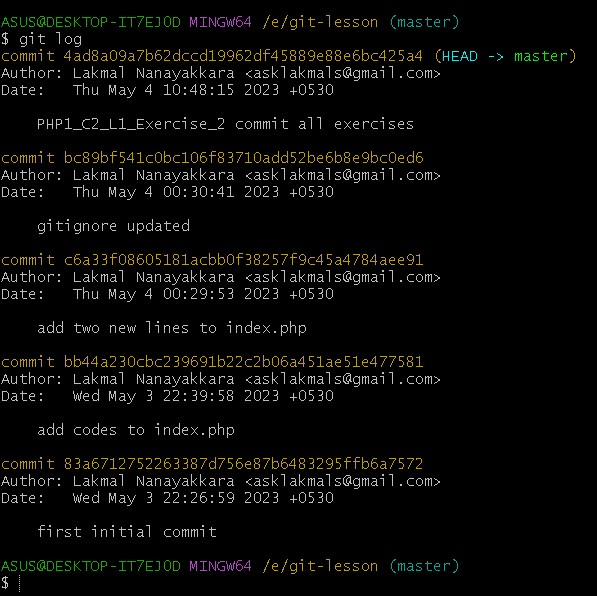 ASUS@DESKTOP-IT7EJ0D MINGW64 /e/git-lesson (master)
$ git log
commit 4ad8a09a7b62dccd19962df45889e88e6bc425a4 (HEAD -> master)
Author: Lakmal Nanayakkara <asklakmals@gmail.com>
Date:   Thu May 4 10:48:15 2023 +0530
    PHP1_C2_L1_Exercise_2 commit all exercises
commit bc89bf541c0bc106f83710add52be6b8e9bc0ed6
Author: Lakmal Nanayakkara <asklakmals@gmail.com>
Date:   Thu May 4 00:30:41 2023 +0530
    gitignore updated
commit c6a33f08605181acbb0f38257f9c45a4784aee91
Author: Lakmal Nanayakkara <asklakmals@gmail.com>
Date:   Thu May 4 00:29:53 2023 +0530
    add two new lines to index.php
commit bb44a230cbc239691b22c2b06a451ae51e477581
Author: Lakmal Nanayakkara <asklakmals@gmail.com>
Date:   Wed May 3 22:39:58 2023 +0530
    add codes to index.php
commit 83a6712752263387d756e87b6483295ffb6a7572
Author: Lakmal Nanayakkara <asklakmals@gmail.com>
Date:   Wed May 3 22:26:59 2023 +0530
    first initial commit
ASUS@DESKTOP-IT7EJ0D MINGW64 /e/git-lesson (master)
$